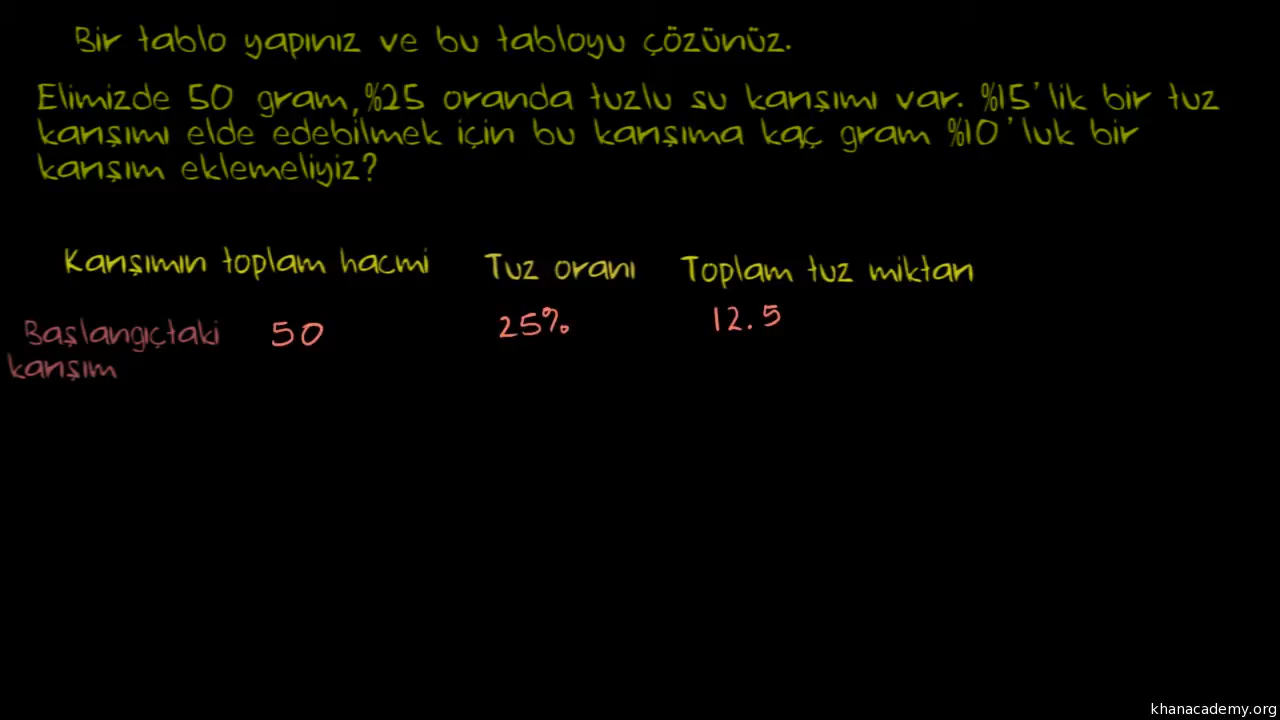 Bir tablo yapınız ve bu tabloyu çözünüz.
Elimizde 50 gram, %25 oranda tuzlu su karışımı var. %15'lik bir tuz
karışımı elde edebilmek için bu karışıma kaç gram %10'luk bir
karışım eklemeliyiz?
Karışımın toplam hacmi Tuz oranı Toplam tuz miktarı
Başlangıçtaki 50 25% 12.5
karışım
khanacademy.org